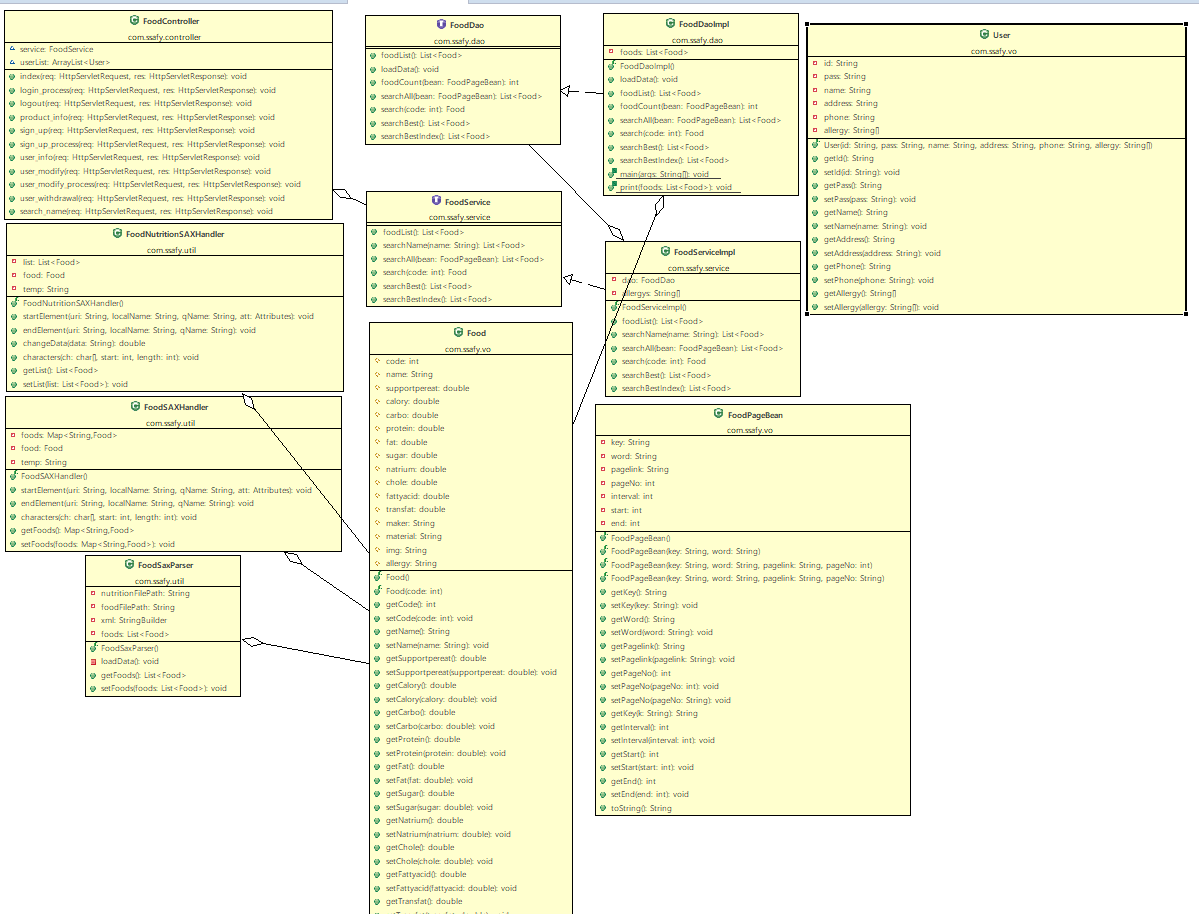 FoodController
com.ssafy.controller
service: FoodService
userList: ArrayList<User>
index(req: HttpServletRequest, res: HttpServletResponse): void
login_process(req: HttpServletRequest, res: HttpServletResponse): void
logout(req: HttpServletRequest, res: HttpServletResponse): void
product_info(req: HttpServletRequest, res: HttpServletResponse): void
sign_up(req: HttpServletRequest, res: HttpServletResponse): void
sign_up_process(req: HttpServletRequest, res: HttpServletResponse): void
user_info(req: HttpServletRequest, res: HttpServletResponse): void
user_modify(req: HttpServletRequest, res: HttpServletResponse): void
user_modify_process(req: HttpServletRequest, res: HttpServletResponse): void
user_withdrawal(req: HttpServletRequest, res: HttpServletResponse): void
search_name(req: HttpServletRequest, res: HttpServletResponse): void
FoodDao
com.ssafy.dao
foodList(): List<Food>
loadData(): void
foodCount(bean: FoodPageBean): int
searchAll(bean: FoodPageBean): List<Food>
search(code: int): Food
searchBest(): List<Food>
searchBestIndex(): List<Food>
FoodDaoImpl
com.ssafy.dao
foods: List<Food>
FoodDaoImpl()
loadData(): void
foodList(): List<Food>
foodCount(bean: FoodPageBean): int
searchAll(bean: FoodPageBean): List<Food>
search(code: int): Food
searchBest(): List<Food>
searchBestIndex(): List<Food>
main(args: String[]): void
print(foods: List<Food>): void
User
com.ssafy.vo
id: String
pass: String
name: String
address: String
phone: String
allergy: String[]
User(id: String, pass: String, name: String, address: String, phone: String, allergy: String[])
getId(): String
setId(id: String): void
getPass(): String
setPass(pass: String): void
getName(): String
setName(name: String): void
getAddress(): String
setAddress(address: String): void
getPhone(): String
setPhone(phone: String): void
getAllergy(): String[]
setAllergy(allergy: String[]): void
FoodService
com.ssafy.service
foodList(): List<Food>
searchName(name: String): List<Food>
searchAll(bean: FoodPageBean): List<Food>
search(code: int): Food
searchBest(): List<Food>
searchBestIndex(): List<Food>
FoodServiceImpl
com.ssafy.service
dao: FoodDao
allergys: String[]
FoodServiceImpl()
foodList(): List<Food>
searchName(name: String): List<Food>
searchAll(bean: FoodPageBean): List<Food>
search(code: int): Food
searchBest(): List<Food>
searchBestIndex(): List<Food>
FoodNutritionSAXHandler
com.ssafy.util
list: List<Food>
food: Food
temp: String
FoodNutritionSAXHandler()
startElement(uri: String, localName: String, qName: String, att: Attributes): void
endElement(uri: String, localName: String, qName: String): void
changeData(data: String): double
characters(ch: char[], start: int, length: int): void
getList(): List<Food>
setList(list: List<Food>): void
FoodSAXHandler
com.ssafy.util
foods: Map<String,Food>
food: Food
temp: String
FoodSAXHandler()
startElement(uri: String, localName: String, qName: String, att: Attributes): void
endElement(uri: String, localName: String, qName: String): void
characters(ch: char[], start: int, length: int): void
getFoods(): Map<String,Food>
setFoods(foods: Map<String,Food>): void
FoodSaxParser
com.ssafy.util
nutritionFilePath: String
foodFilePath: String
xml: StringBuilder
foods: List<Food>
FoodSaxParser()
loadData(): void
getFoods(): List<Food>
setFoods(foods: List<Food>): void
Food
com.ssafy.vo
code: int
name: String
supportpereat: double
calory: double
carbo: double
protein: double
fat: double
sugar: double
natrium: double
chole: double
fattyacid: double
transfat: double
maker: String
material: String
img: String
allergy: String
Food()
Food(code: int)
getCode(): int
setCode(code: int): void
getName(): String
setName(name: String): void
getSupportpereat(): double
setSupportpereat(supportpereat: double): void
getCalory(): double
setCalory(calory: double): void
getCarbo(): double
setCarbo(carbo: double): void
getProtein(): double
setProtein(protein: double): void
getFat(): double
setFat(fat: double): void
getSugar(): double
setSugar(sugar: double): void
getNatrium(): double
setNatrium(natrium: double): void
getChole(): double
setChole(chole: double): void
getFattyacid(): double
setFattyacid(fattyacid: double): void
getTransfat(): double
FoodPageBean
com.ssafy.vo
key: String
word: String
pagelink: String
pageNo: int
interval: int
start: int
end: int
FoodPageBean()
FoodPageBean(key: String, word: String)
FoodPageBean(key: String, word: String, pagelink: String, pageNo: int)
FoodPageBean(key: String, word: String, pagelink: String, pageNo: String)
getKey(): String
setKey(key: String): void
getWord(): String
setWord(word: String): void
getPagelink(): String
setPagelink(pagelink: String): void
getPageNo(): int
setPageNo(pageNo: int): void
setPageNo(pageNo: String): void
getKey(k: String): String
getInterval(): int
setInterval(interval: int): void
getStart(): int
setStart(start: int): void
getEnd(): int
setEnd(end: int): void
toString(): String